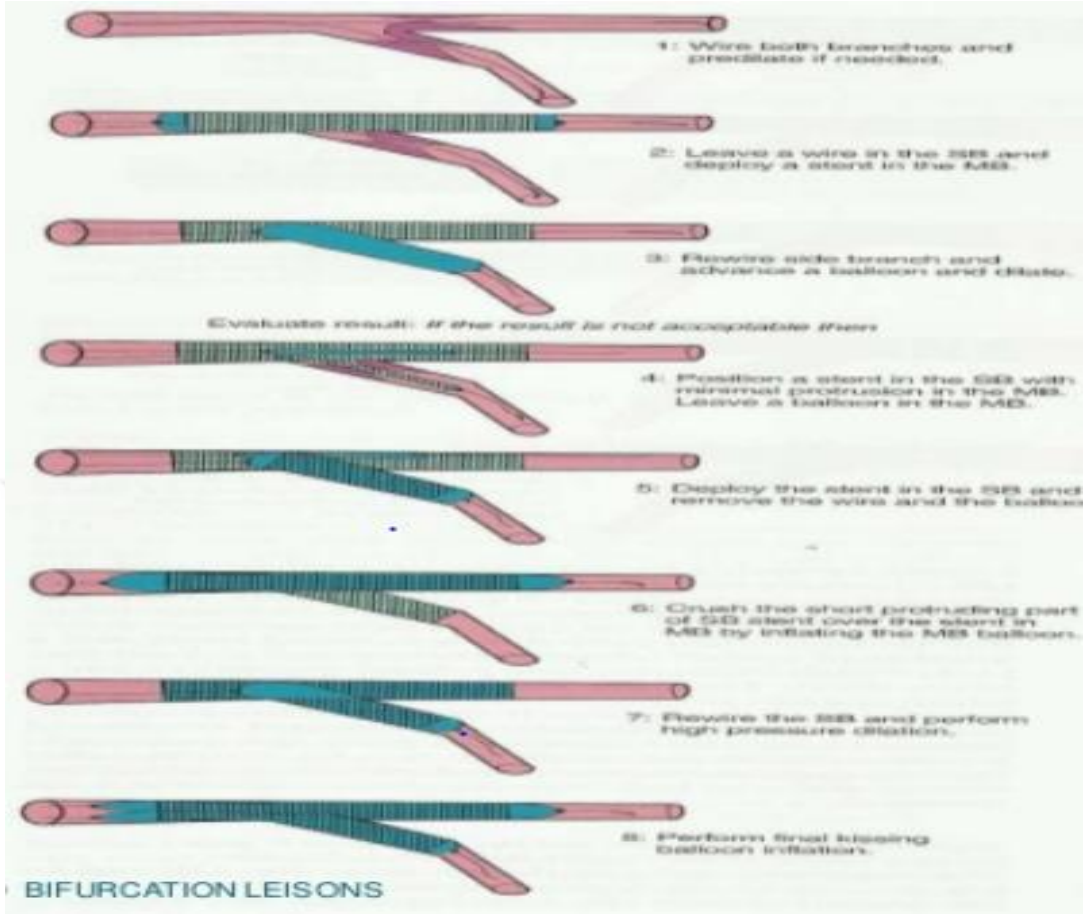 1: Wire both branches and
predilate if needed.
2: Leave a wire in the SB and
deploy a stent in the MB.
3: Rewire side branch and
advance a balloon and dilate.
Evaluate result: If the result is not acceptable then
4: Position a stent in the SB with
minimal protrusion in the MB.
Leave a balloon in the MB.
5: Deploy the stent in the SB and
remove the wire and the balloo
6: Crush the short protruding part
of SB stent over the stent in
MB by inflating the MB balloon.
7: Rewire the SB and perform
high pressure dilation.
8: Perform final kissing
balloon inflation.
BIFURCATION LEISONS